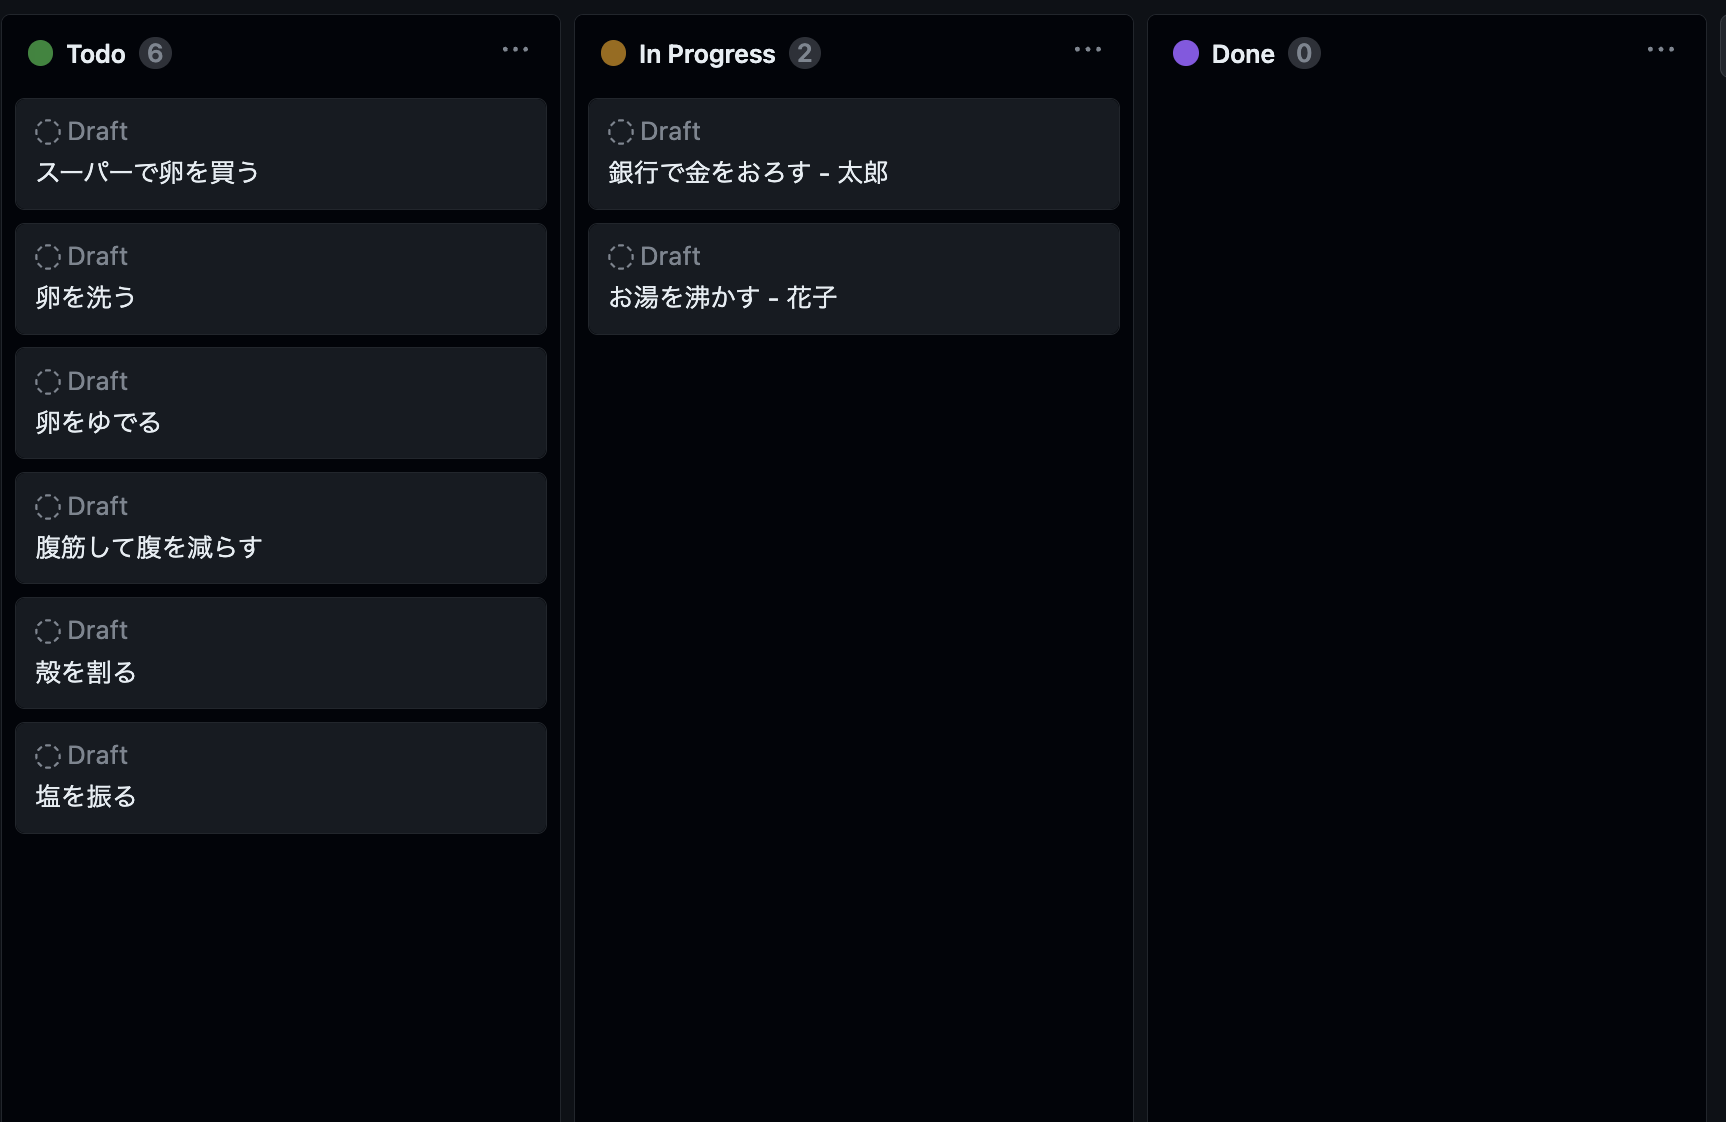 Todo 6
Draft
スーパーで卵を買う
Draft
卵を洗う
Draft
卵をゆでる
Draft
腹筋して腹を減らす
Draft
殻を割る
Draft
塩を振る
In Progress 2
Draft
銀行で金をおろす - 太郎
Draft
お湯を沸かす - 花子
Done 0